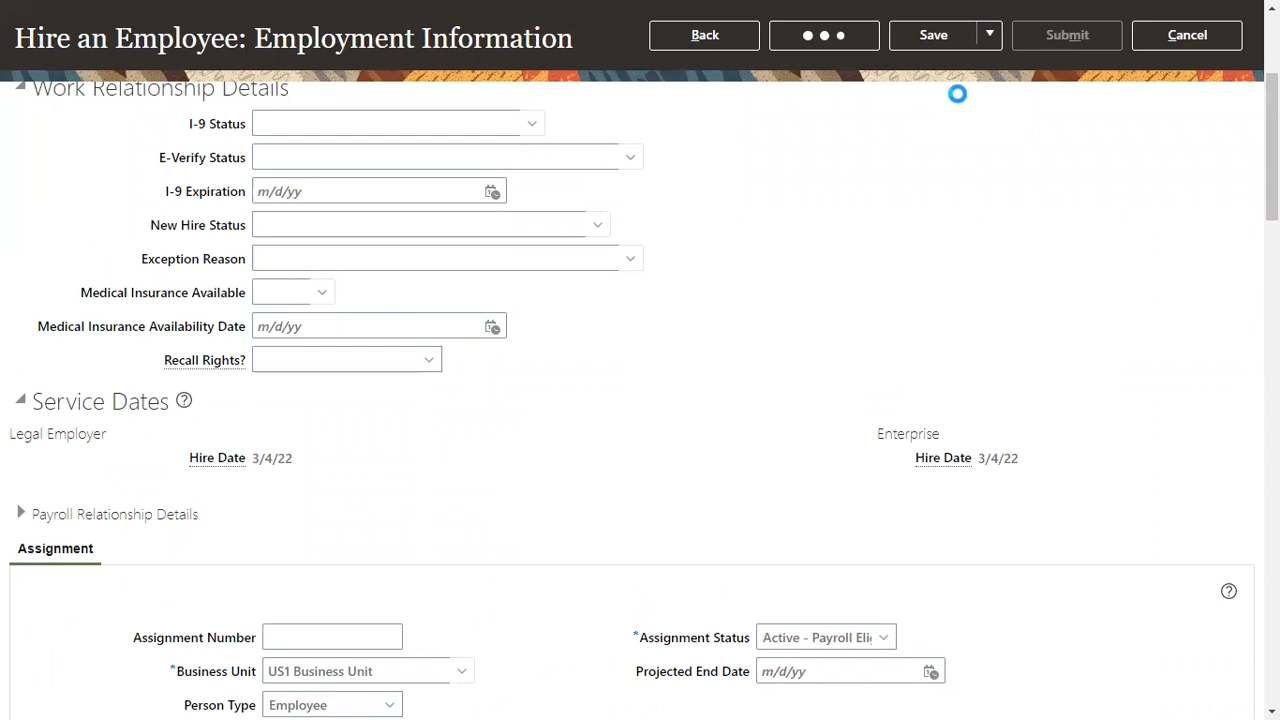 Hire an Employee: Employment Information
Back
Save
Submit
Cancel
Work Relationship Details
I-9 Status
E-Verify Status
I-9 Expiration m/d/yy
New Hire Status
Exception Reason
Medical Insurance Available
Medical Insurance Availability Date m/d/yy
Recall Rights?
Service Dates
Legal Employer
Enterprise
Hire Date 3/4/22
Hire Date 3/4/22
Payroll Relationship Details
Assignment
Assignment Number
*Assignment Status Active - Payroll Eli
*Business Unit US1 Business Unit
Projected End Date m/d/yy
Person Type Employee